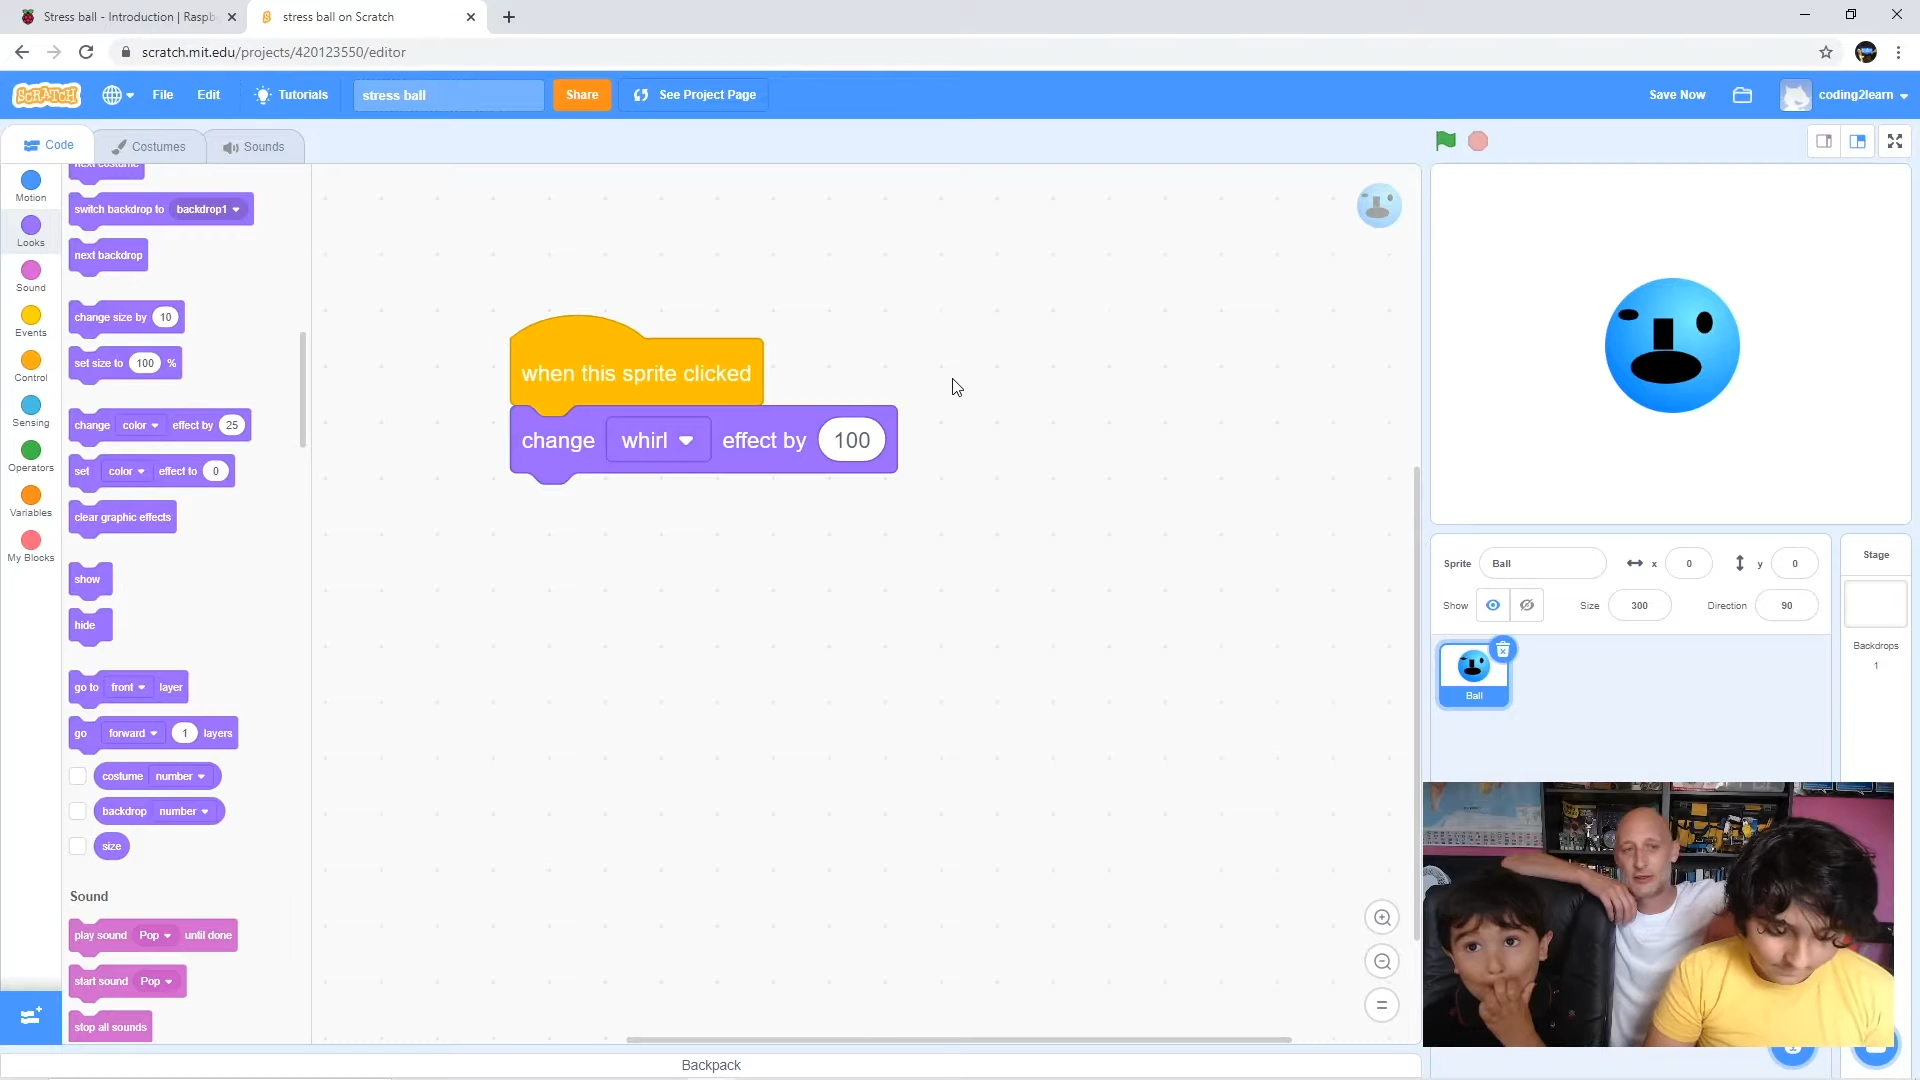 Stress ball - Introduction | Raspb
stress ball on Scratch
scratch.mit.edu/projects/420123550/editor
SCRATCH
File
Edit
Tutorials
stress ball
Share
See Project Page
Save Now
coding2learn
Code
Costumes
Sounds
Motion
Looks
Sound
Events
Control
Sensing
Operators
Variables
My Blocks
next costume
switch backdrop to backdrop1
next backdrop
change size by 10
set size to 100 %
change color effect by 25
set color effect to 0
clear graphic effects
show
hide
go to front layer
go forward 1 layers
costume number
backdrop number
size
Sound
play sound Pop until done
start sound Pop
stop all sounds
when this sprite clicked
change whirl effect by 100
Sprite Ball x 0 y 0
Show Size 300 Direction 90
Ball
Stage
Backdrops
1
Backpack